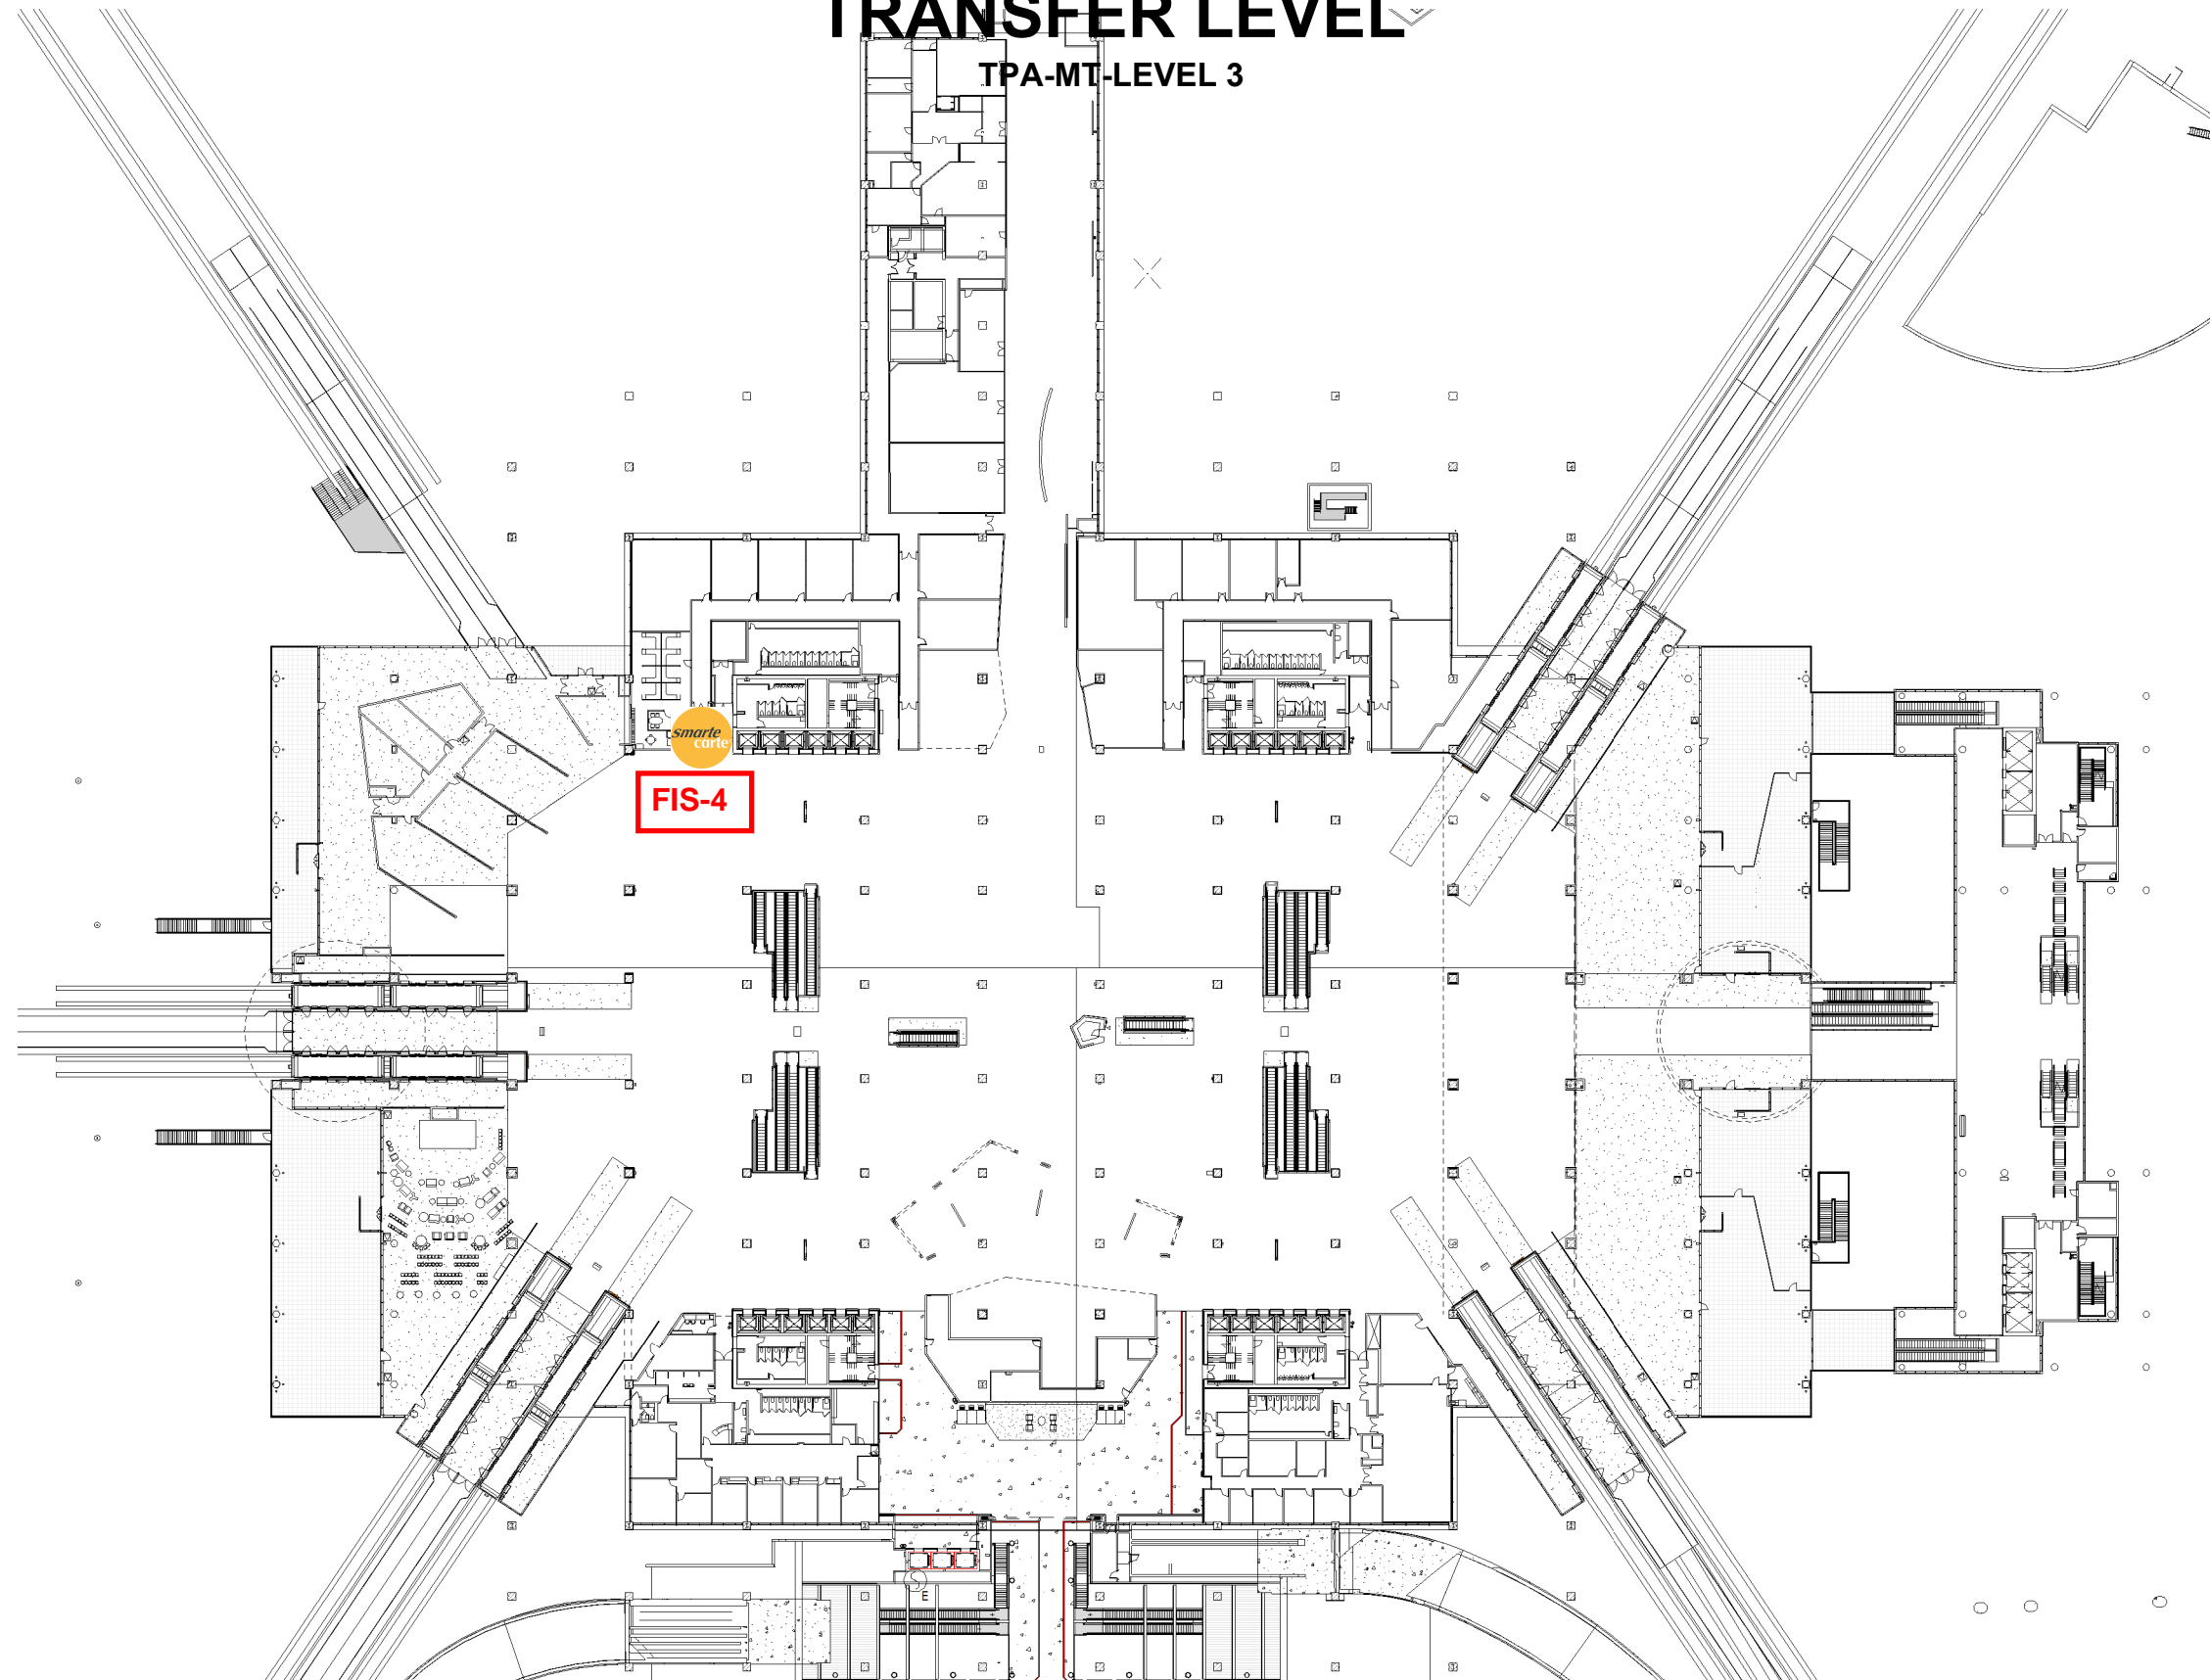 TRANSFER LEVEL
TPA-MT-LEVEL 3
smarte
carte
FIS-4
E